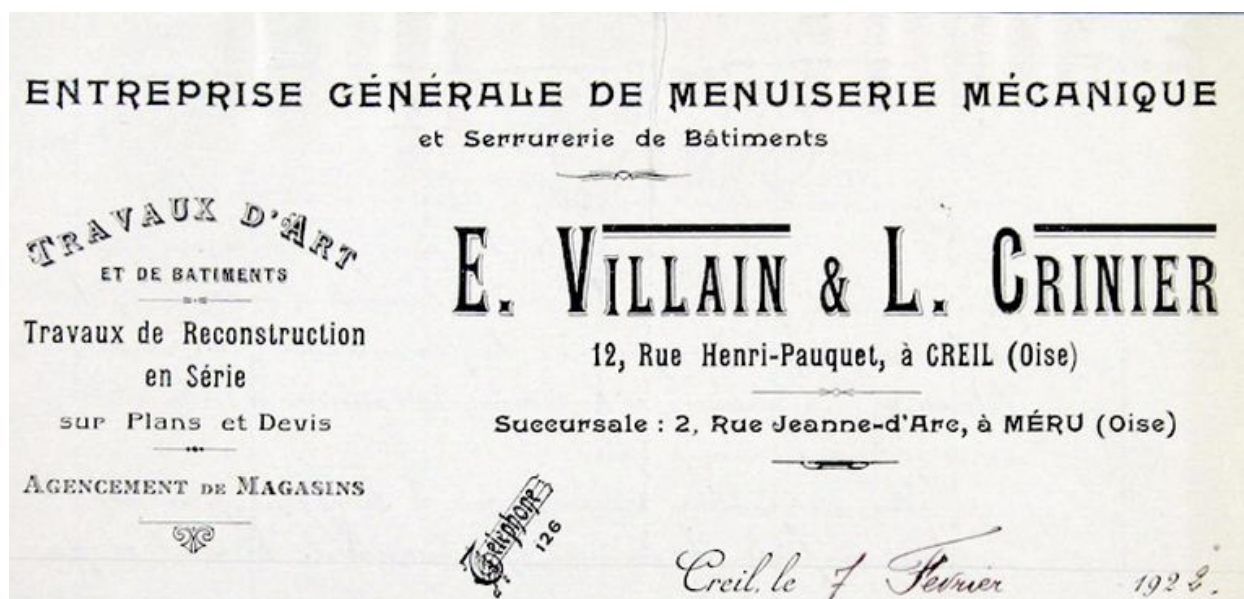 ENTREPRISE GÉNÉRALE DE MENUISERIE MÉCANIQUE
et Serrurerie de Bâtiments
TRAVAUX D'ART
ET DE BATIMENTS
Travaux de Reconstruction
en Série
sur Plans et Devis
AGENCEMENT DE MAGASINS
E. VILLAIN & L. CRINIER
12, Rue Henri-Pauquet, à CREIL (Oise)
Succursale : 2, Rue Jeanne-d'Arc, à MÉRU (Oise)
Téléphone
126
Creil, le 7 Fevrier 1922.